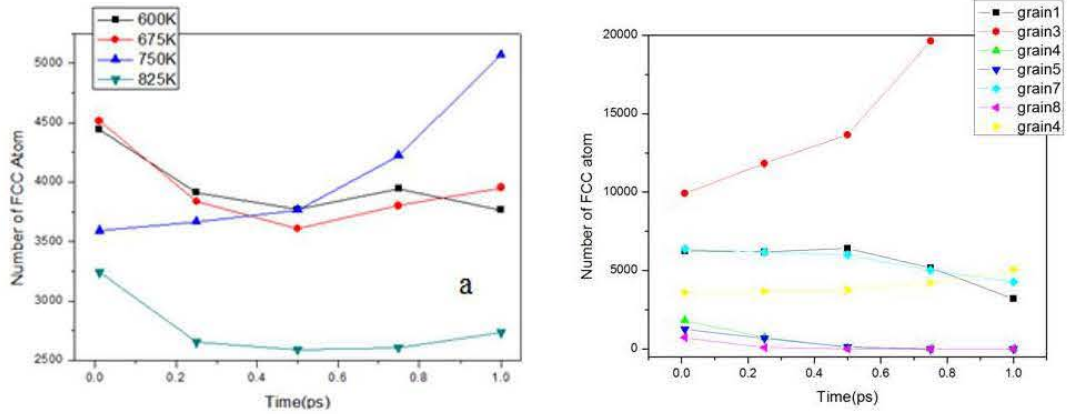 600K
675K
750K
825K
5000
4500
4000
3500
3000
2500
Number of FCC Atom
a
0.0 0.2 0.4 0.6 0.8 1.0
Time(ps)
grain1
grain3
grain4
grain5
grain7
grain8
grain4
20000
15000
10000
5000
0
Number of FCC atom
0.0 0.2 0.4 0.6 0.8 1.0
Time(ps)